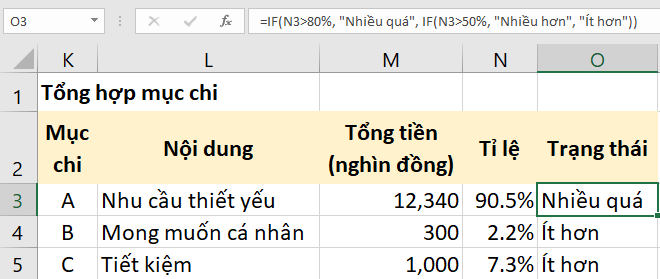 O3 fx =IF(N3>80%, "Nhiều quá", IF(N3>50%, "Nhiều hơn", "Ít hơn"))
K L M N O
1 Tổng hợp mục chi
2 Mục chi Nội dung Tổng tiền (nghìn đồng) Tỉ lệ Trạng thái
3 A Nhu cầu thiết yếu 12,340 90.5% Nhiều quá
4 B Mong muốn cá nhân 300 2.2% Ít hơn
5 C Tiết kiệm 1,000 7.3% Ít hơn